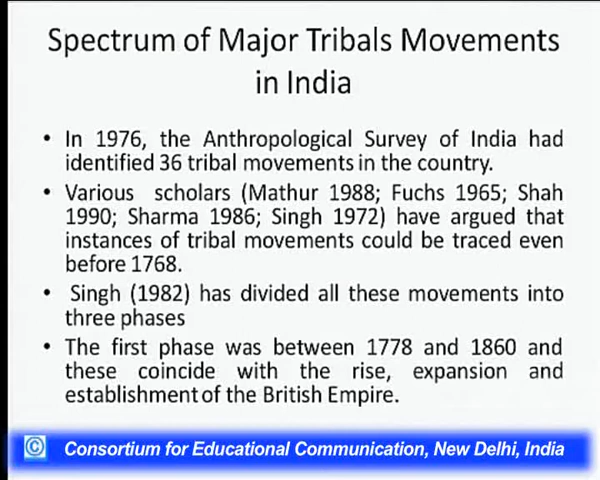 Spectrum of Major Tribals Movements
in India
• In 1976, the Anthropological Survey of India had
identified 36 tribal movements in the country.
• Various scholars (Mathur 1988; Fuchs 1965; Shah
1990; Sharma 1986; Singh 1972) have argued that
instances of tribal movements could be traced even
before 1768.
• Singh (1982) has divided all these movements into
three phases
• The first phase was between 1778 and 1860 and
these coincide with the rise, expansion and
establishment of the British Empire.
© Consortium for Educational Communication, New Delhi, India